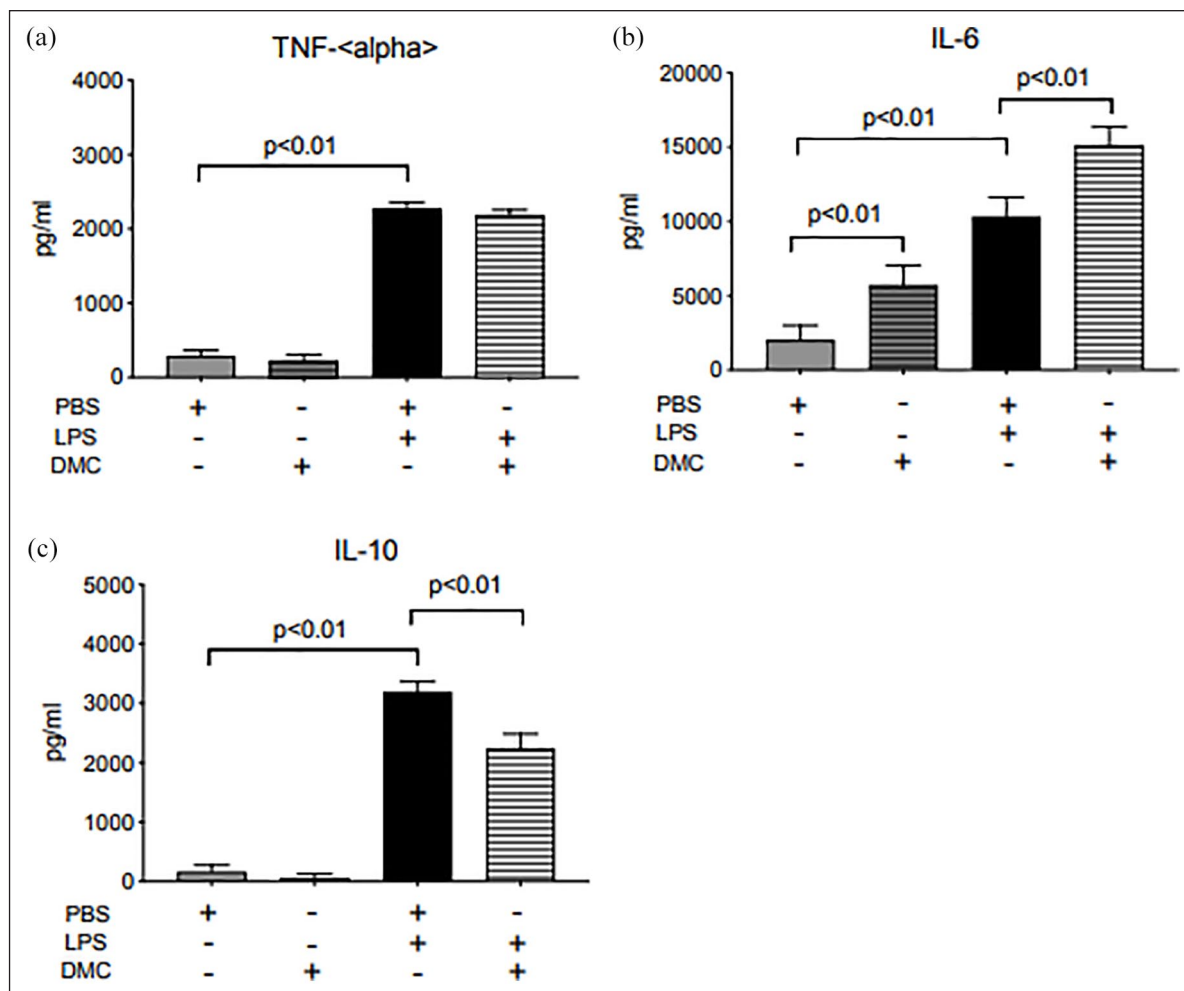 (a)
TNF-<alpha>
4000
3000
2000
1000
0
pg/ml
p<0.01
PBS + - + -
LPS - - + +
DMC - + - +
(b)
IL-6
20000
15000
10000
5000
0
pg/ml
p<0.01
p<0.01
p<0.01
PBS + - + -
LPS - - + +
DMC - + - +
(c)
IL-10
5000
4000
3000
2000
1000
0
pg/ml
p<0.01
p<0.01
PBS + - + -
LPS - - + +
DMC - + - +